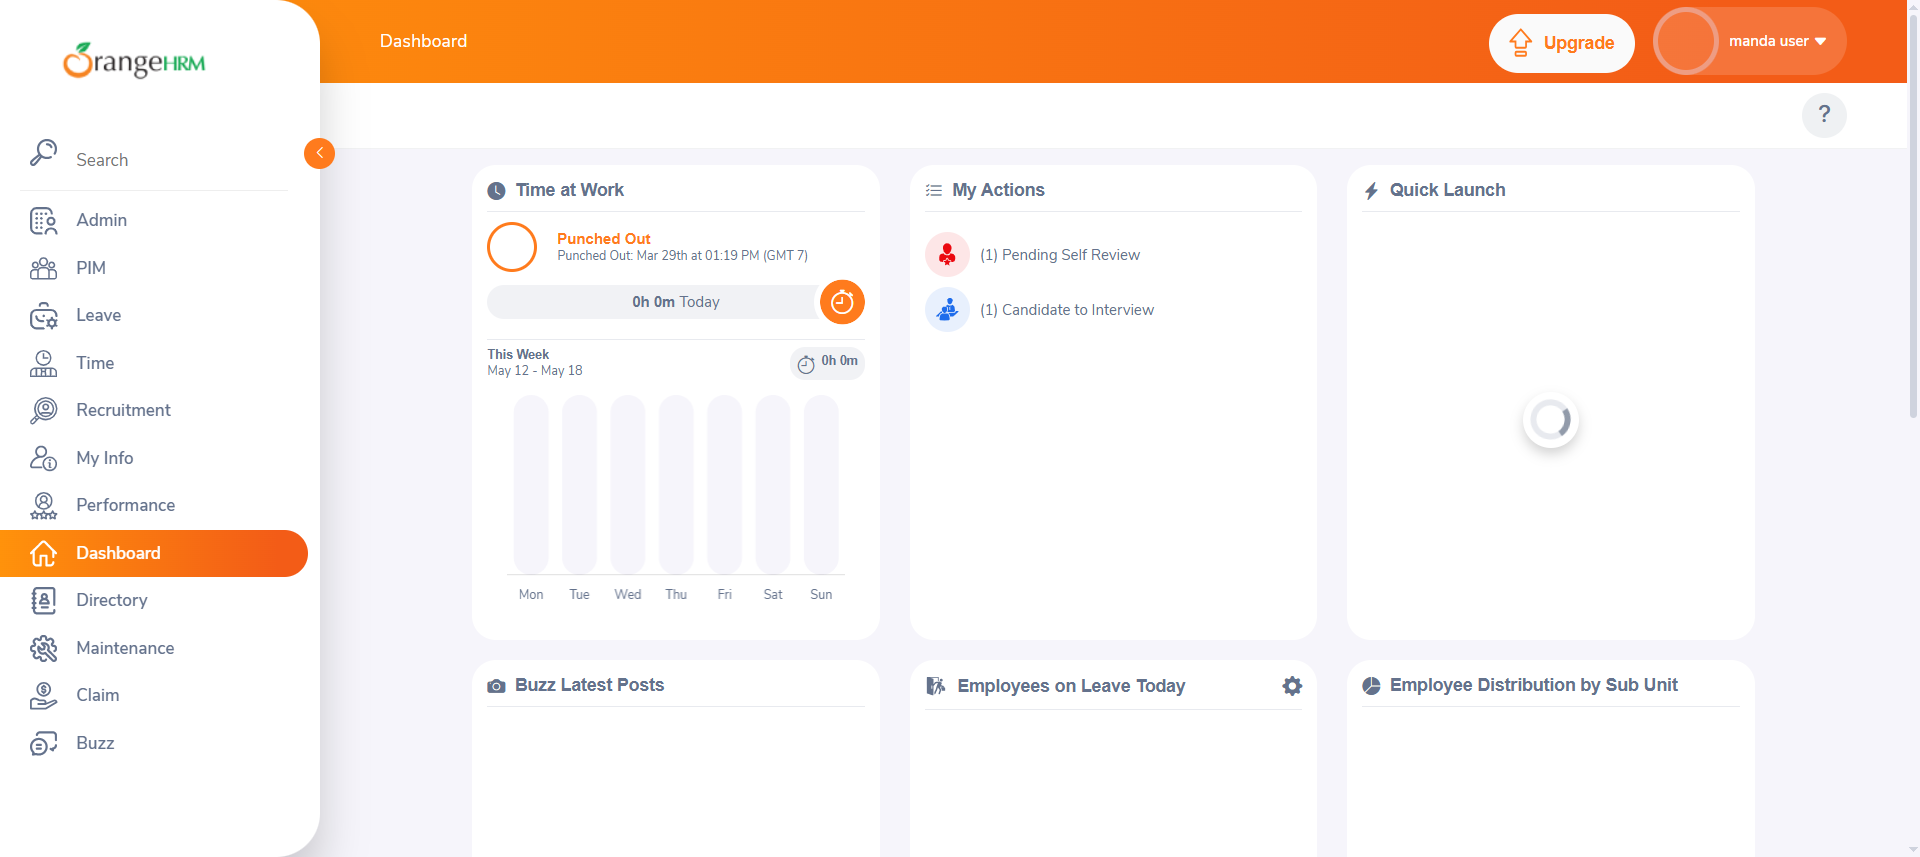 OrangeHRM
Dashboard
Upgrade
manda user
?
Search
Admin
PIM
Leave
Time
Recruitment
My Info
Performance
Dashboard
Directory
Maintenance
Claim
Buzz
Time at Work
Punched Out
Punched Out: Mar 29th at 01:19 PM (GMT 7)
0h 0m Today
This Week
May 12 - May 18
0h 0m
Mon Tue Wed Thu Fri Sat Sun
My Actions
(1) Pending Self Review
(1) Candidate to Interview
Quick Launch
Buzz Latest Posts
Employees on Leave Today
Employee Distribution by Sub Unit